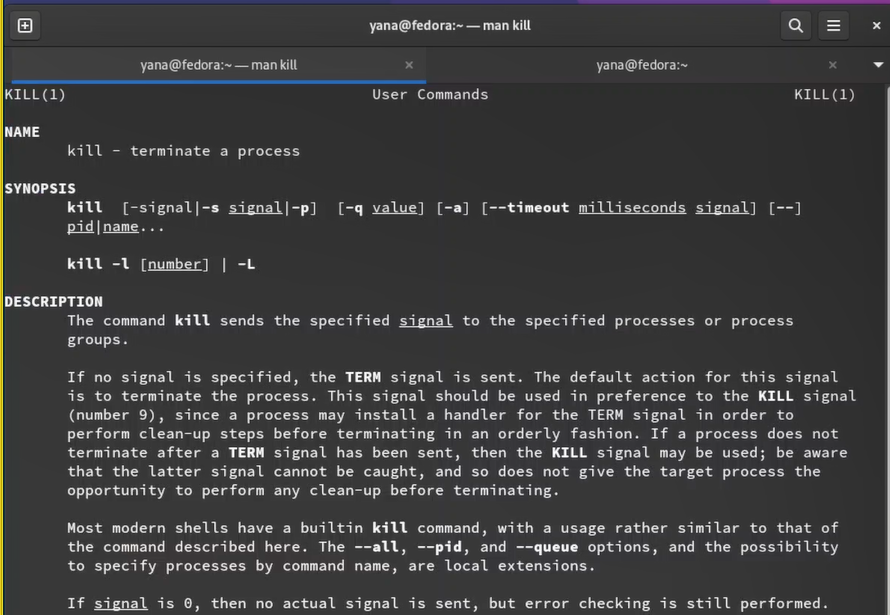 yana@fedora:~ — man kill
yana@fedora:~ — man kill
yana@fedora:~
KILL(1) User Commands KILL(1)
NAME
kill - terminate a process
SYNOPSIS
kill [-signal|-s signal|-p] [-q value] [-a] [--timeout milliseconds signal] [--]
pid|name...
kill -l [number] | -L
DESCRIPTION
The command kill sends the specified signal to the specified processes or process
groups.
If no signal is specified, the TERM signal is sent. The default action for this signal
is to terminate the process. This signal should be used in preference to the KILL signal
(number 9), since a process may install a handler for the TERM signal in order to
perform clean-up steps before terminating in an orderly fashion. If a process does not
terminate after a TERM signal has been sent, then the KILL signal may be used; be aware
that the latter signal cannot be caught, and so does not give the target process the
opportunity to perform any clean-up before terminating.
Most modern shells have a builtin kill command, with a usage rather similar to that of
the command described here. The --all, --pid, and --queue options, and the possibility
to specify processes by command name, are local extensions.
If signal is 0, then no actual signal is sent, but error checking is still performed.